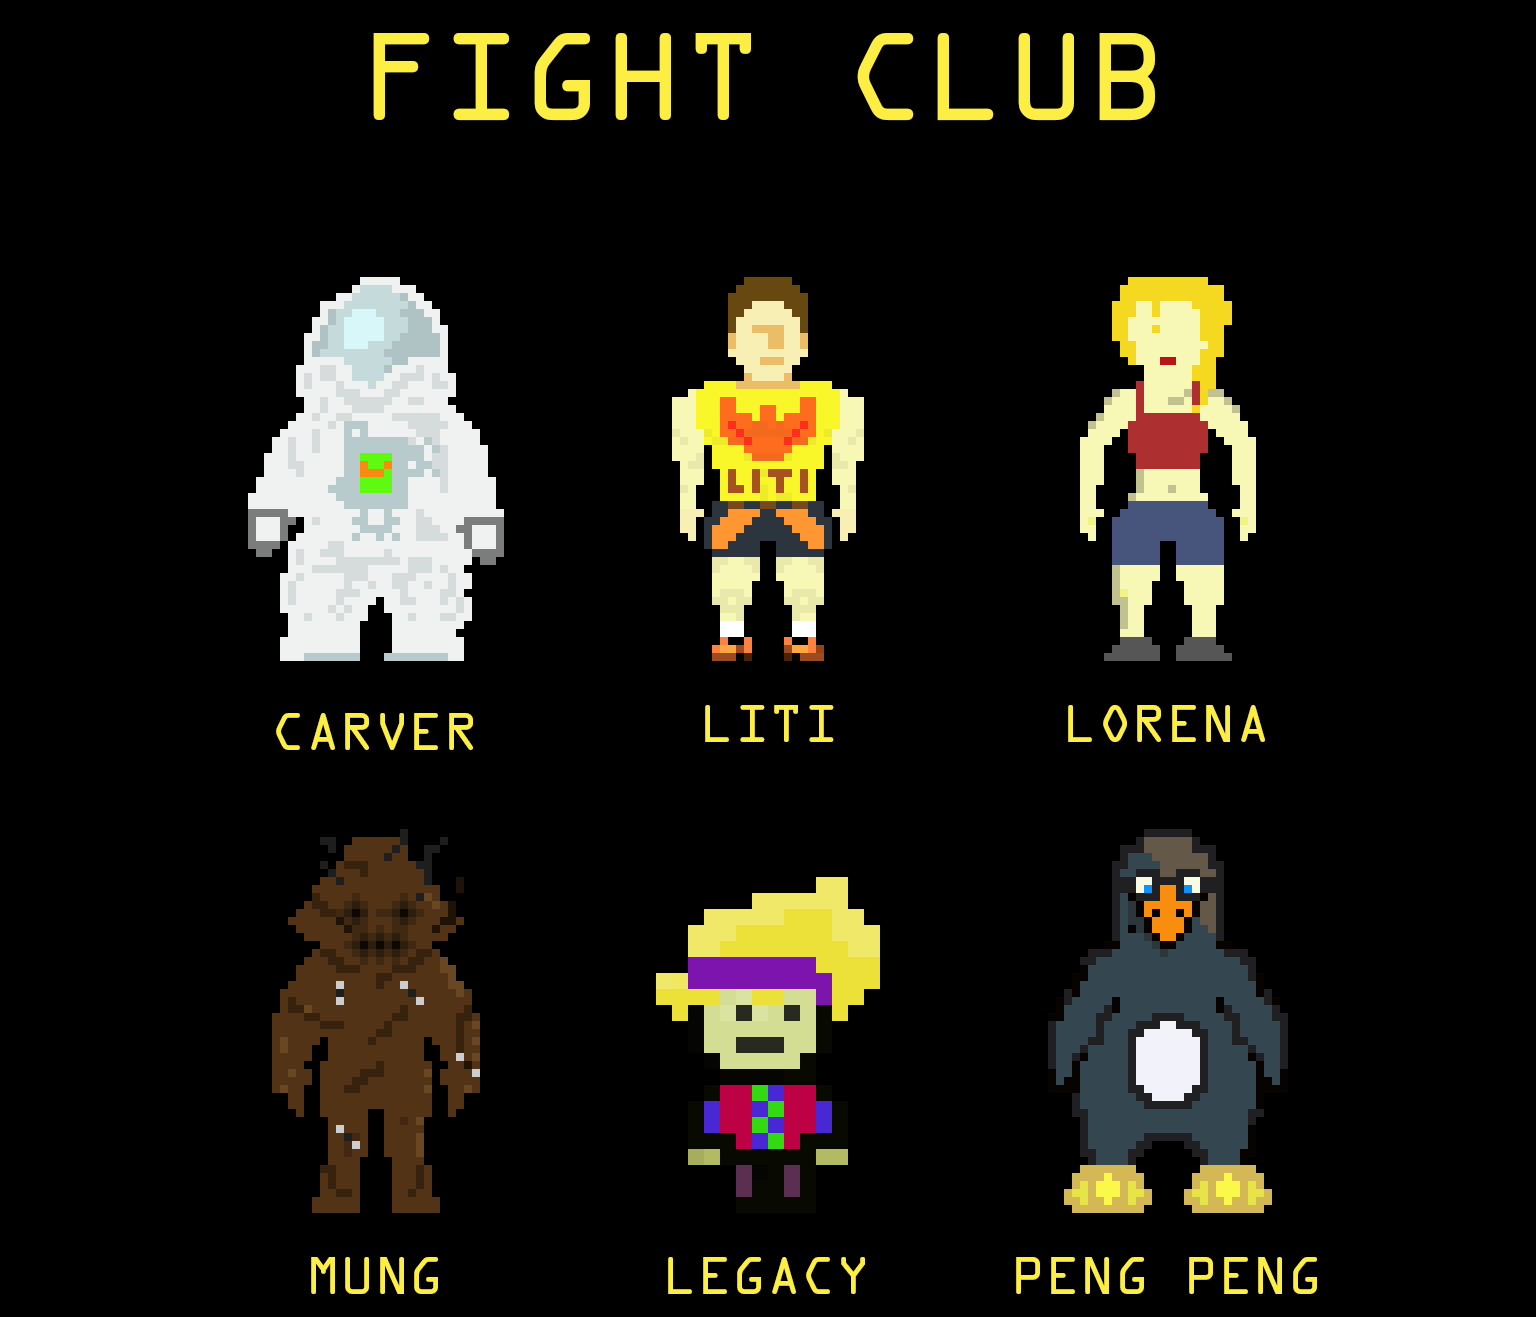 FIGHT CLUB
LITI
CARVER
LITI
LORENA
MUNG
LEGACY
PENG PENG